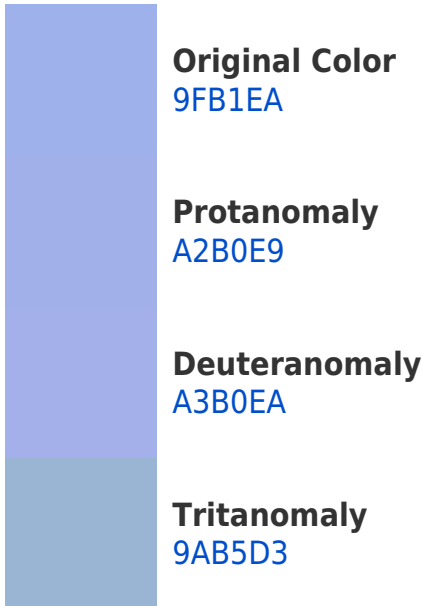 Original Color
9FB1EA
Protanomaly
A2B0E9
Deuteranomaly
A3B0EA
Tritanomaly
9AB5D3